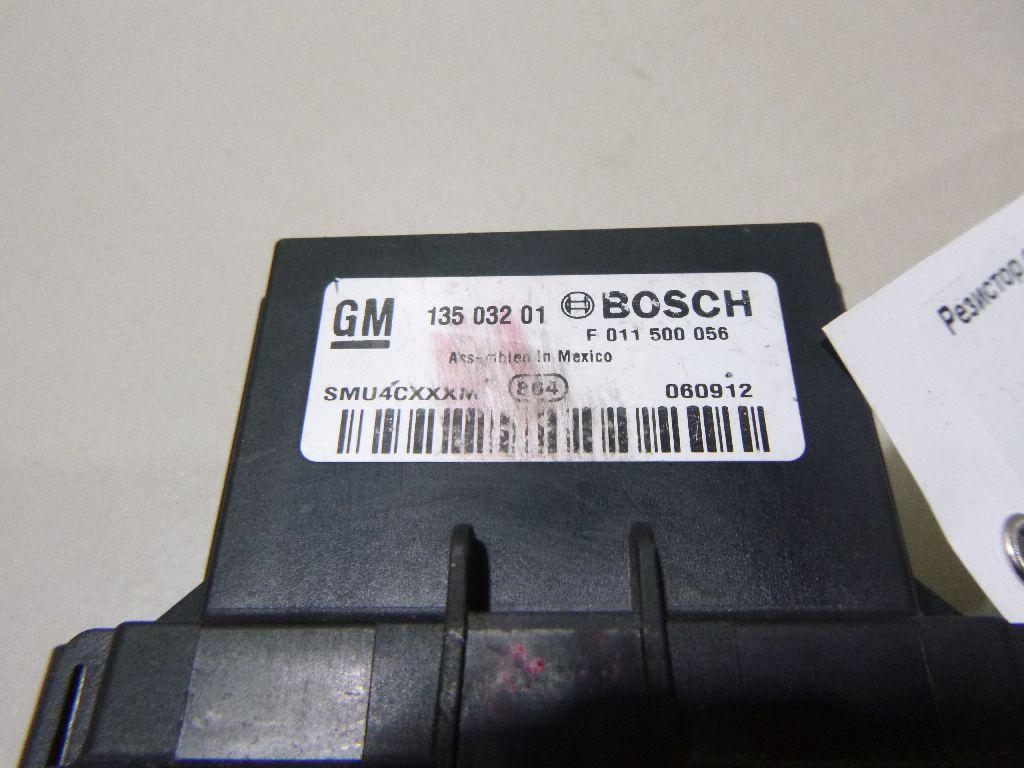 GM 135 032 01 BOSCH
F 011 500 056
Assembled in Mexico
SMU4CXXXM 864 060912
Резистор